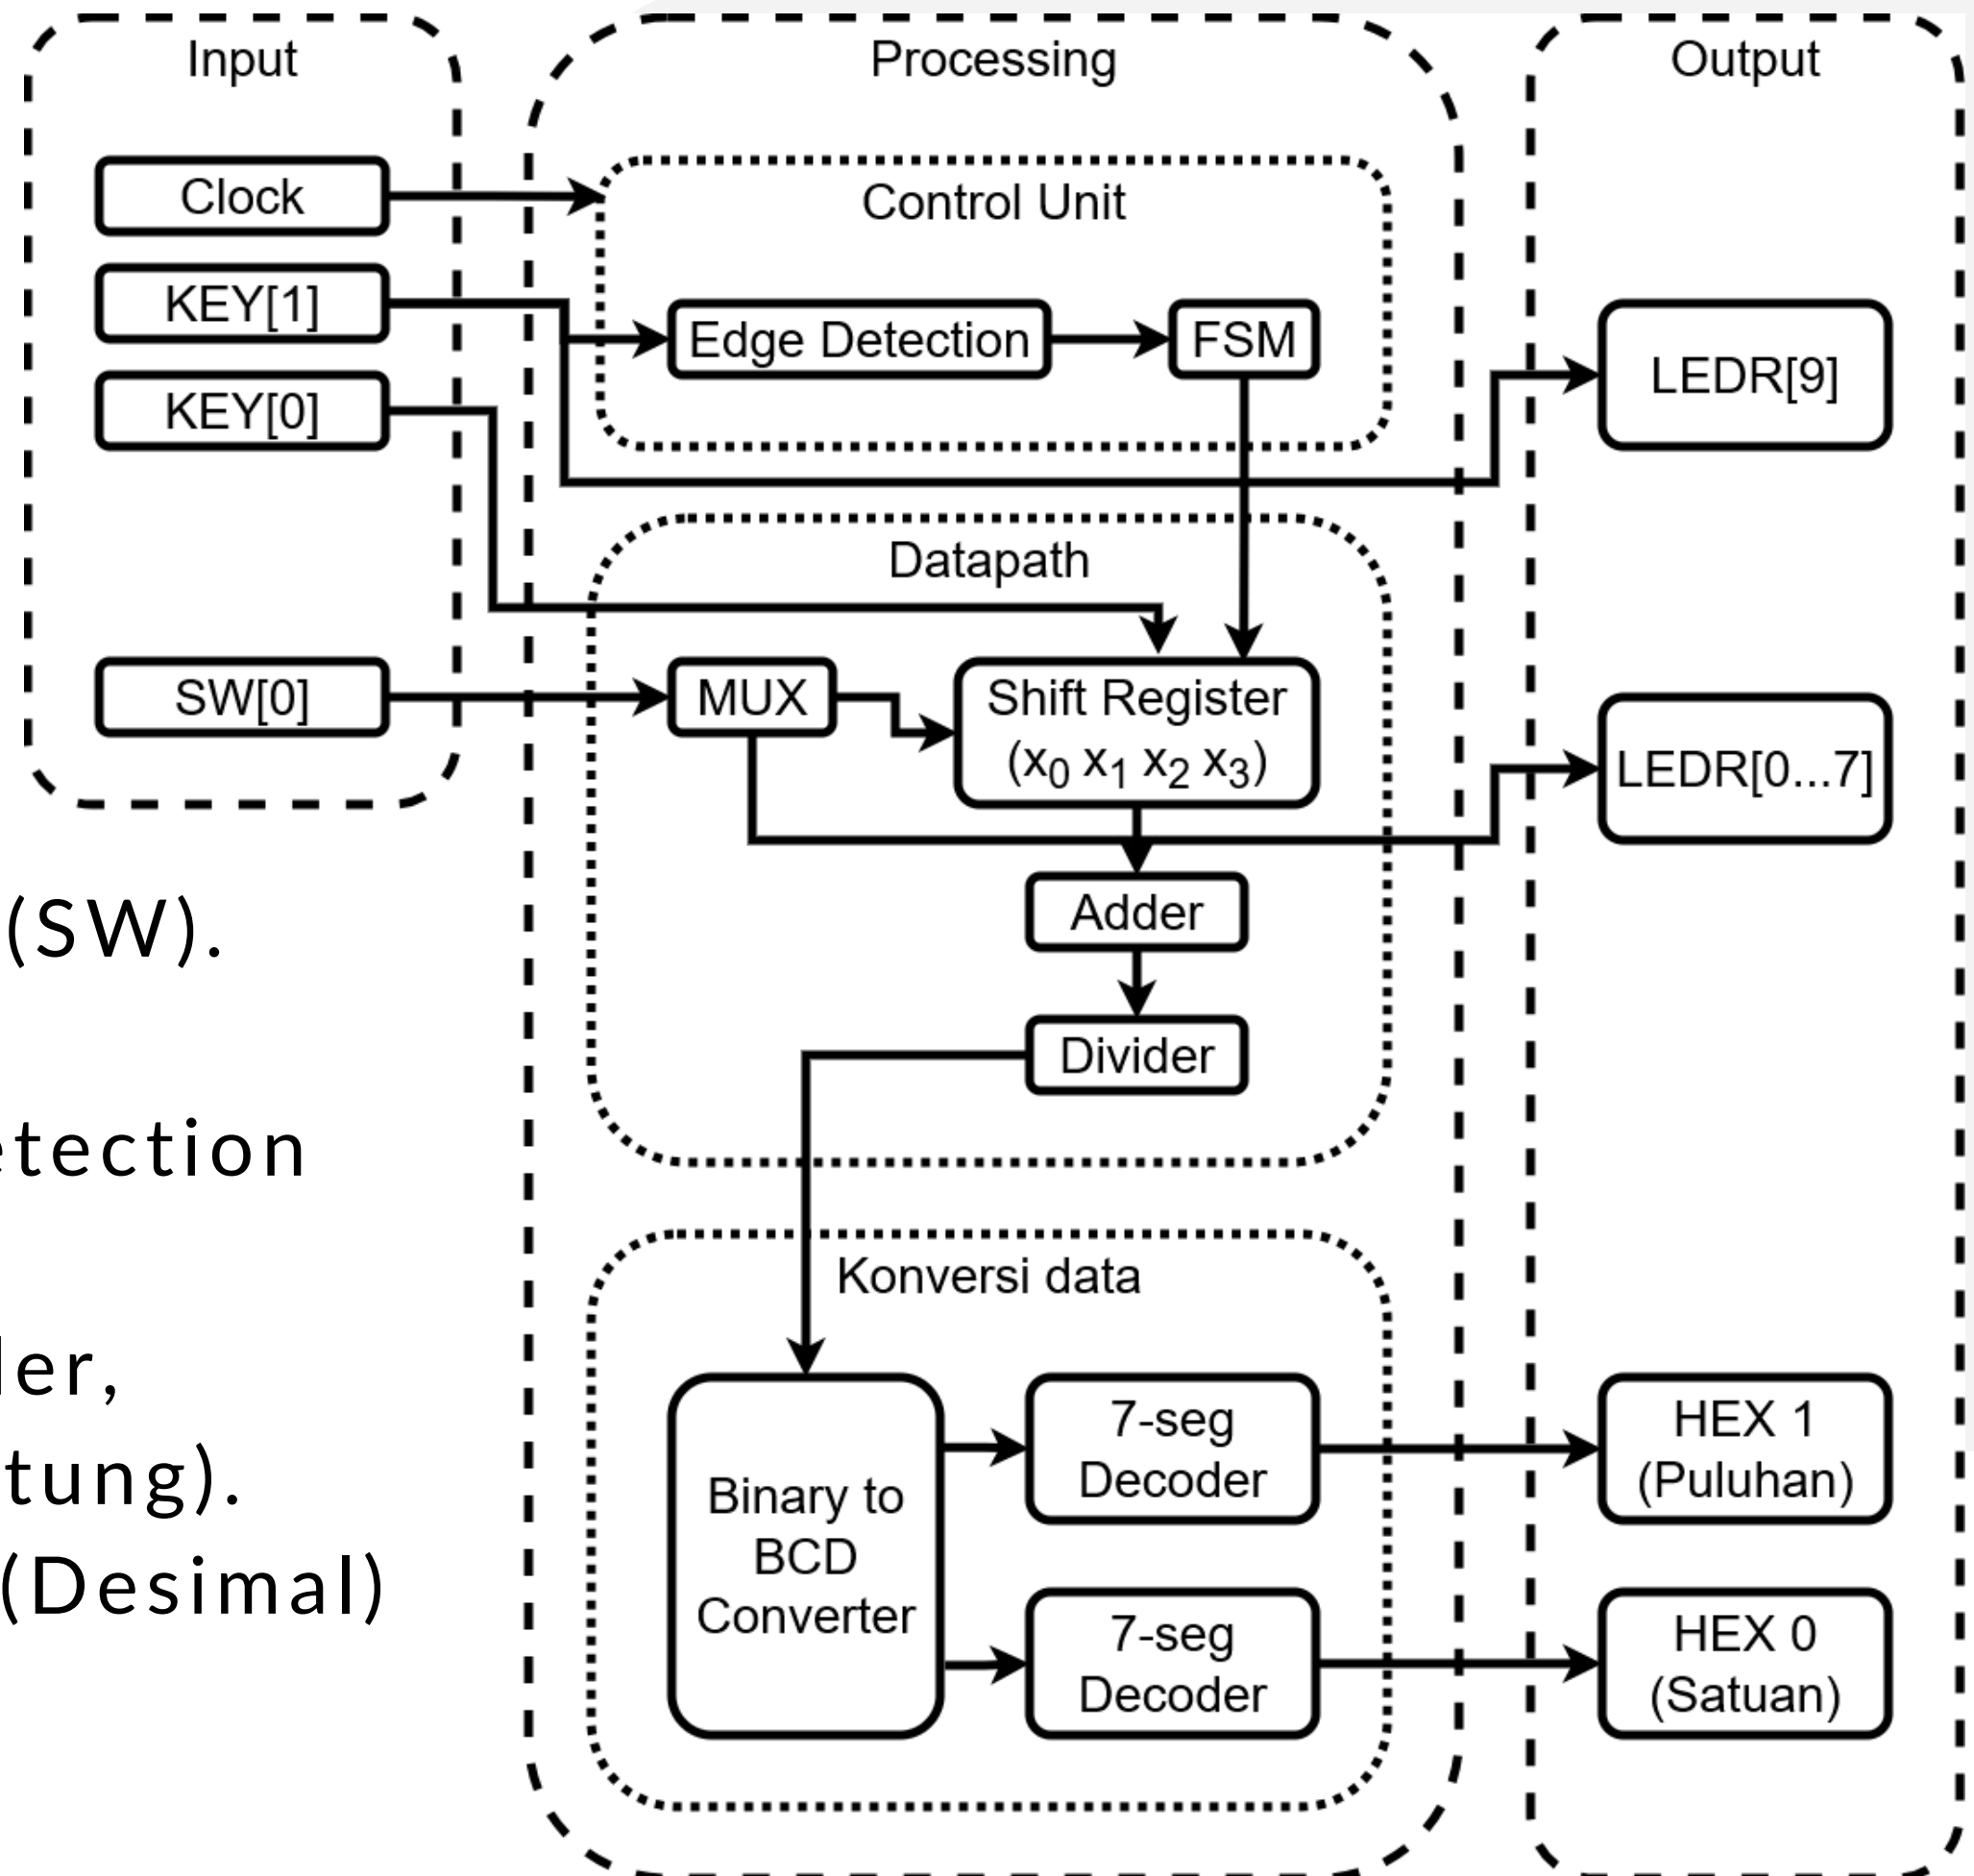 Input
Processing
Output
Clock
Control Unit
KEY[1]
Edge Detection
FSM
LEDR[9]
KEY[0]
Datapath
SW[0]
MUX
Shift Register
(x0 x1 x2 x3)
LEDR[0...7]
Adder
(SW).
Divider
Konversi data
tung).
(Desimal)
Binary to
BCD
Converter
7-seg
Decoder
7-seg
Decoder
HEX 1
(Puluhan)
HEX 0
(Satuan)